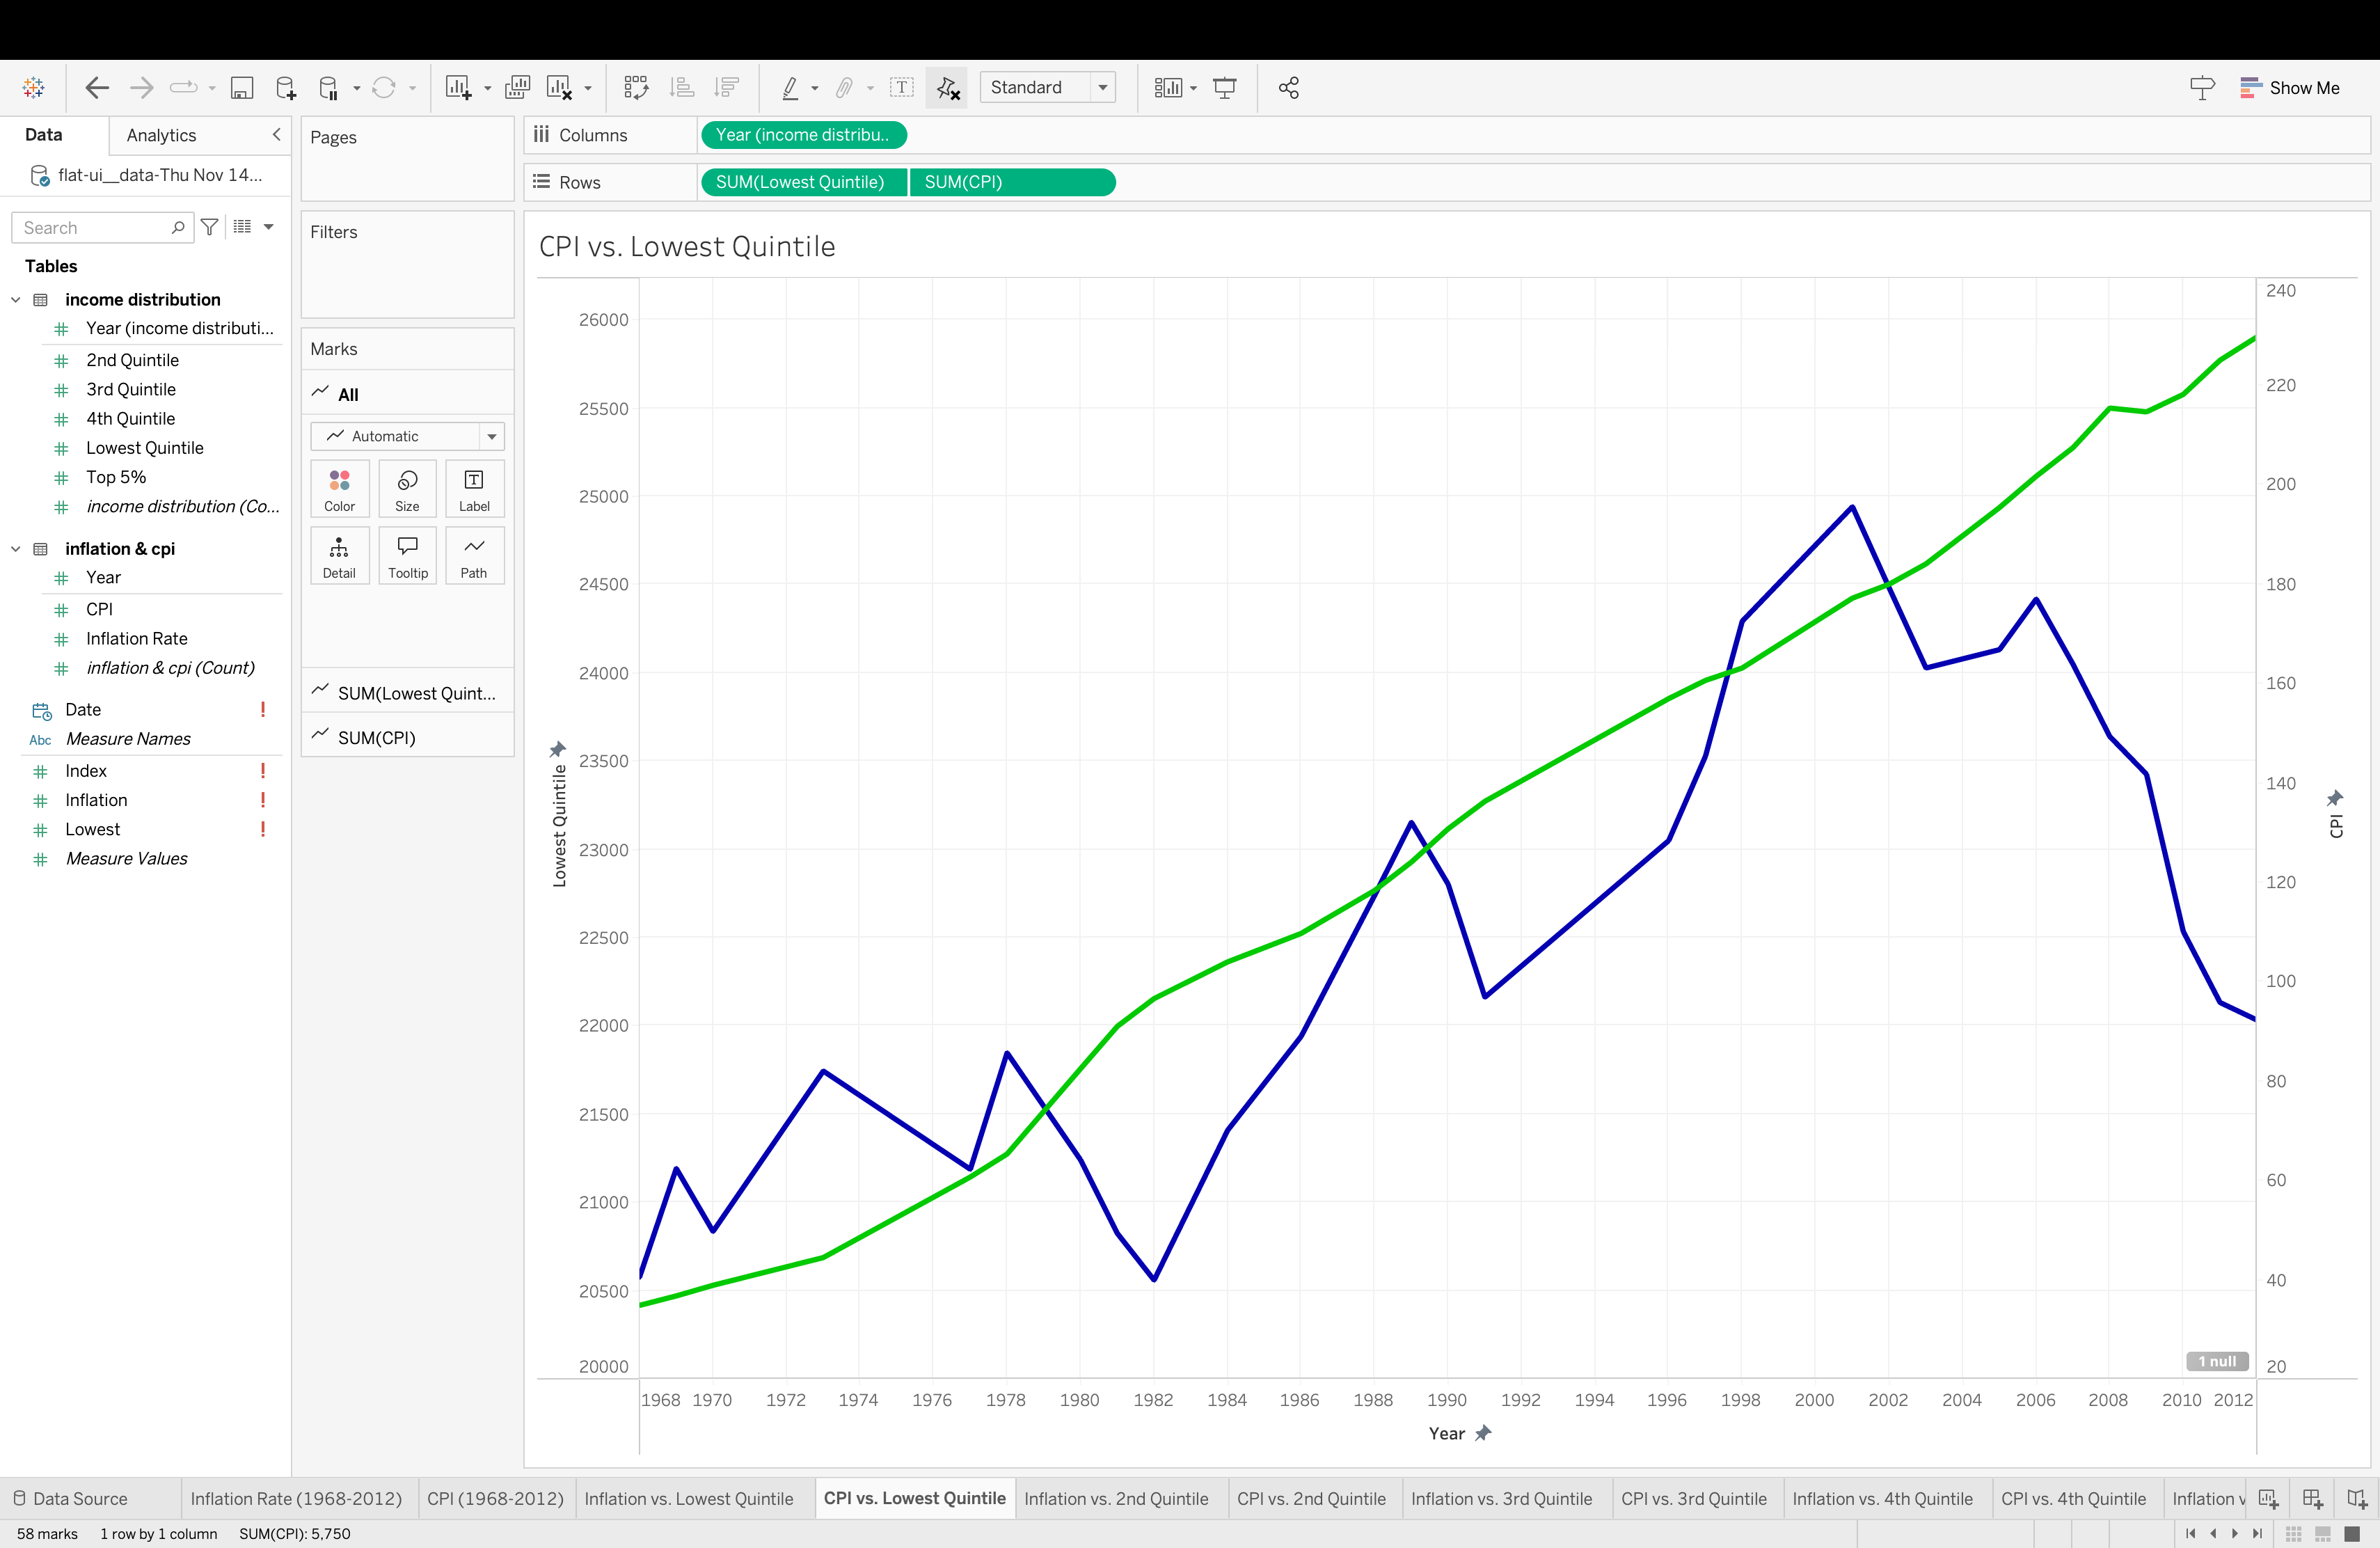 Standard
Show Me
Data
Analytics
flat-ui__data-Thu Nov 14...
Search
Tables
income distribution
Year (income distributi...
2nd Quintile
3rd Quintile
4th Quintile
Lowest Quintile
Top 5%
income distribution (Co...
inflation & cpi
Year
CPI
Inflation Rate
inflation & cpi (Count)
Date !
Abc Measure Names
Index !
Inflation !
Lowest !
Measure Values
Pages
Filters
Marks
All
Automatic
Color Size Label
Detail Tooltip Path
SUM(Lowest Quint...
SUM(CPI)
Columns Year (income distribu..
Rows SUM(Lowest Quintile) SUM(CPI)
CPI vs. Lowest Quintile
26000
25500
25000
24500
24000
23500
23000
22500
22000
21500
21000
20500
20000
Lowest Quintile
240
220
200
180
160
140
120
100
80
60
40
20
CPI
1 null
1968 1970 1972 1974 1976 1978 1980 1982 1984 1986 1988 1990 1992 1994 1996 1998 2000 2002 2004 2006 2008 2010 2012
Year
Data Source Inflation Rate (1968-2012) CPI (1968-2012) Inflation vs. Lowest Quintile CPI vs. Lowest Quintile Inflation vs. 2nd Quintile CPI vs. 2nd Quintile Inflation vs. 3rd Quintile CPI vs. 3rd Quintile Inflation vs. 4th Quintile CPI vs. 4th Quintile Inflation v
58 marks 1 row by 1 column SUM(CPI): 5,750